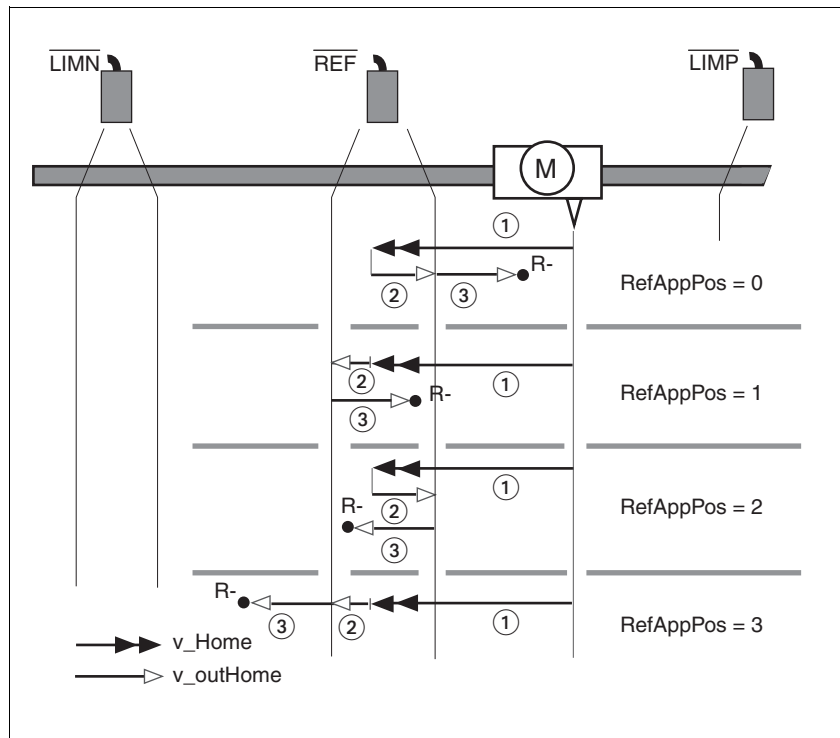 LIMN
REF
LIMP
M
1
R-
2
3
RefAppPos = 0
2
1
R-
3
RefAppPos = 1
1
2
R-
3
RefAppPos = 2
R-
3
2
1
RefAppPos = 3
v_Home
v_outHome